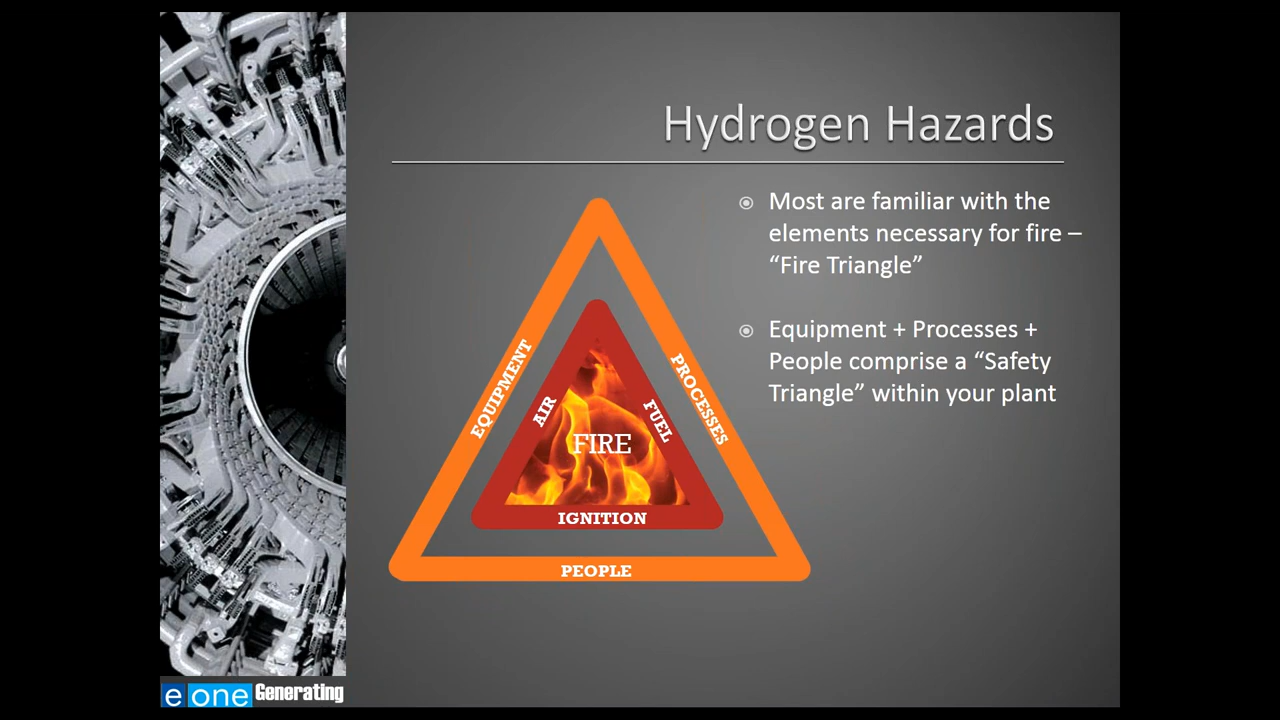 Hydrogen Hazards
Most are familiar with the
elements necessary for fire –
“Fire Triangle”
Equipment + Processes +
People comprise a “Safety
Triangle” within your plant
EQUIPMENT
PROCESSES
AIR
FUEL
FIRE
IGNITION
PEOPLE
e one Generating